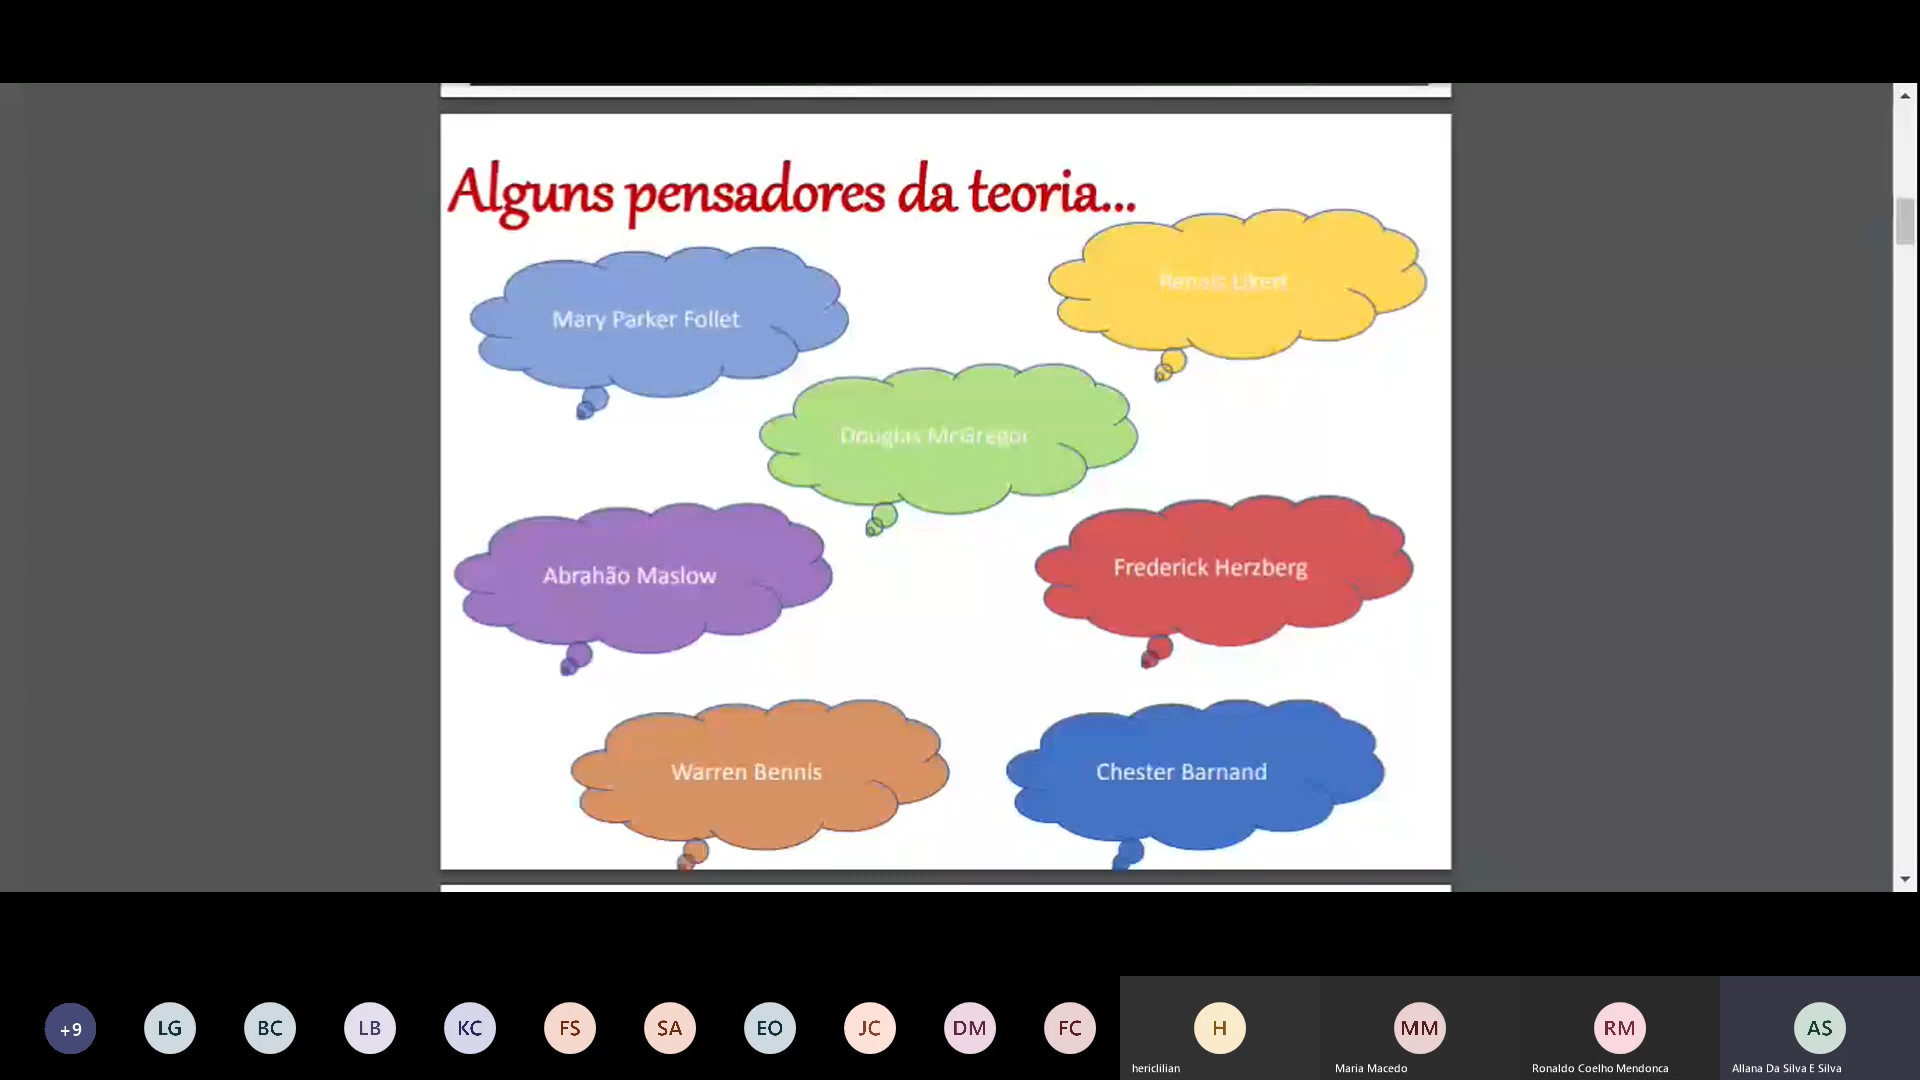 Alguns pensadores da teoria...
Mary Parker Follet
Likert
Douglas McGregor
Abrahão Maslow
Frederick Herzberg
Warren Bennis
Chester Barnand
+9
LG
BC
LB
KC
FS
SA
EO
JC
DM
FC
H
MM
RM
AS
hericlilian
Maria Macedo
Ronaldo Coelho Mendonca
Allana Da Silva E Silva